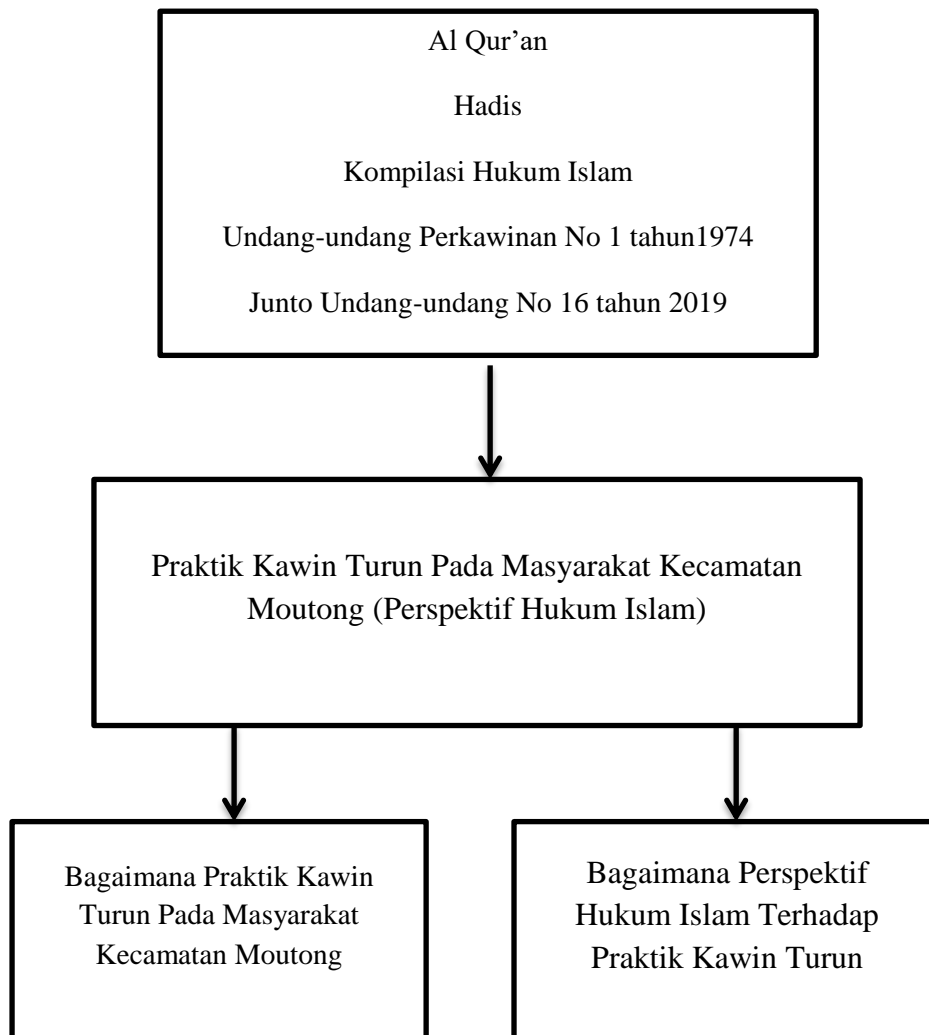 Al Qur’an
Hadis
Kompilasi Hukum Islam
Undang-undang Perkawinan No 1 tahun1974
Junto Undang-undang No 16 tahun 2019
Praktik Kawin Turun Pada Masyarakat Kecamatan
Moutong (Perspektif Hukum Islam)
Bagaimana Praktik Kawin
Turun Pada Masyarakat
Kecamatan Moutong
Bagaimana Perspektif
Hukum Islam Terhadap
Praktik Kawin Turun